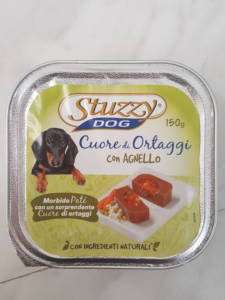 Stuzzy
DOG
150g
Cuore di Ortaggi
con AGNELLO
Morbido Paté
con un sorprendente
Cuore di ortaggi
CON INGREDIENTI NATURALI